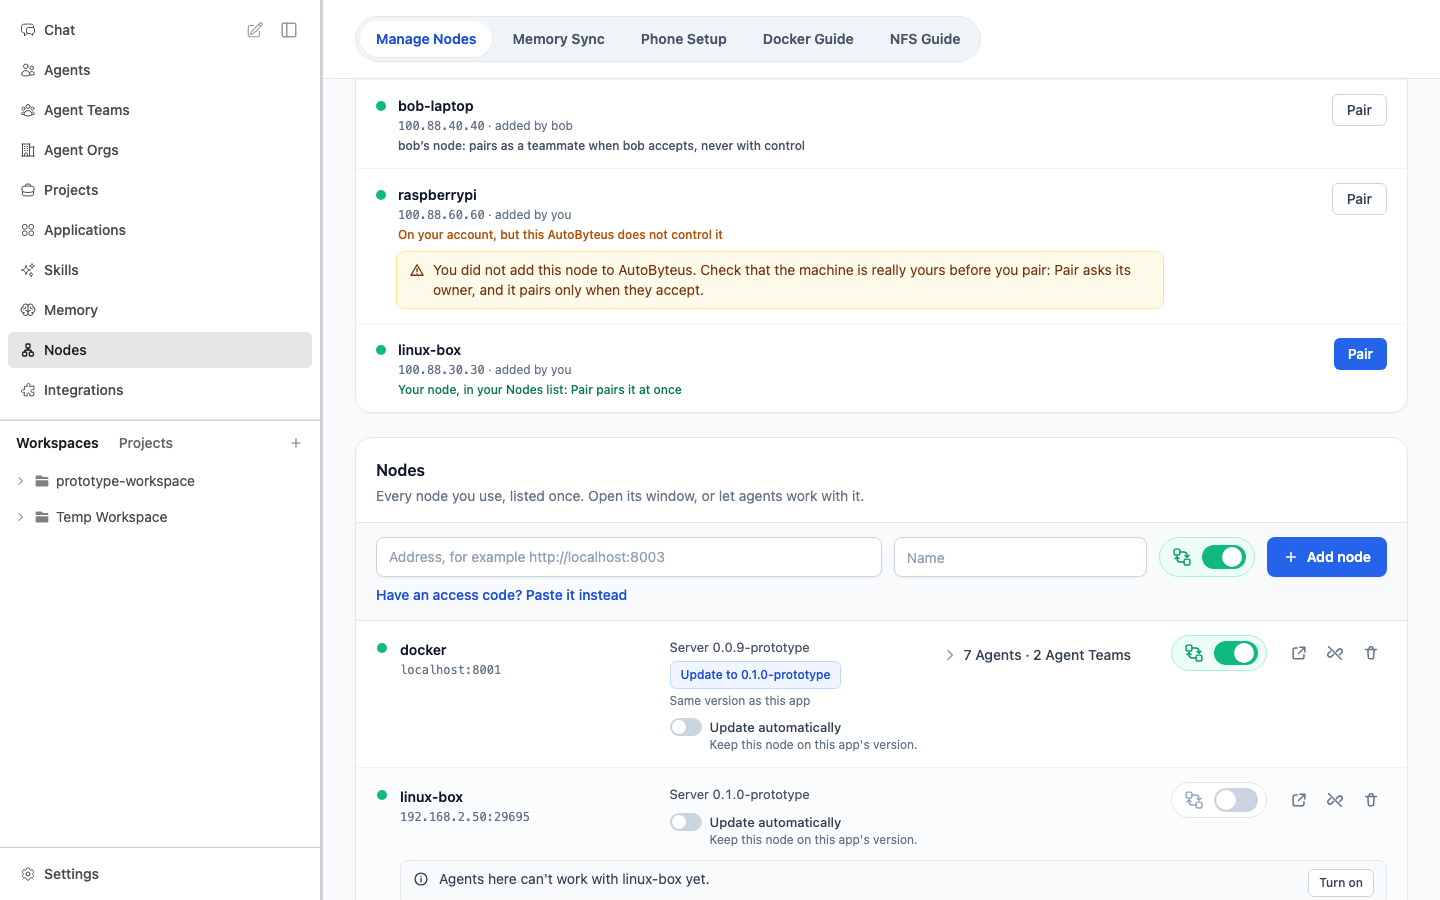 Chat
Agents
Agent Teams
Agent Orgs
Projects
Applications
Skills
Memory
Nodes
Integrations
Workspaces Projects
prototype-workspace
Temp Workspace
Settings
Manage Nodes Memory Sync Phone Setup Docker Guide NFS Guide
bob-laptop
100.88.40.40 · added by bob
bob’s node: pairs as a teammate when bob accepts, never with control
Pair
raspberrypi
100.88.60.60 · added by you
On your account, but this AutoByteus does not control it
Pair
You did not add this node to AutoByteus. Check that the machine is really yours before you pair: Pair asks its
owner, and it pairs only when they accept.
linux-box
100.88.30.30 · added by you
Your node, in your Nodes list: Pair pairs it at once
Pair
Nodes
Every node you use, listed once. Open its window, or let agents work with it.
Address, for example http://localhost:8003
Name
Add node
Have an access code? Paste it instead
docker
localhost:8001
Server 0.0.9-prototype
Update to 0.1.0-prototype
Same version as this app
Update automatically
Keep this node on this app's version.
7 Agents · 2 Agent Teams
linux-box
192.168.2.50:29695
Server 0.1.0-prototype
Update automatically
Keep this node on this app's version.
Agents here can't work with linux-box yet.
Turn on